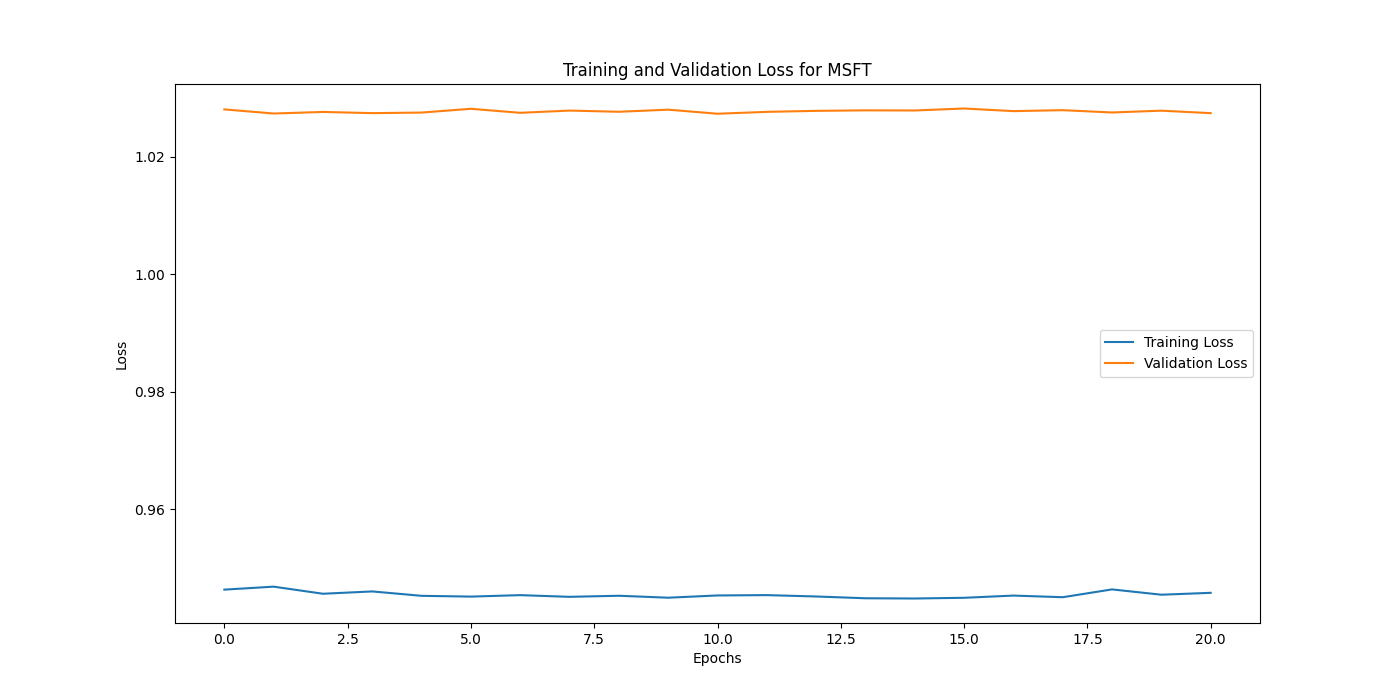 Training and Validation Loss for MSFT
1.02
1.00
0.98
0.96
Loss
Training Loss
Validation Loss
0.0 2.5 5.0 7.5 10.0 12.5 15.0 17.5 20.0
Epochs